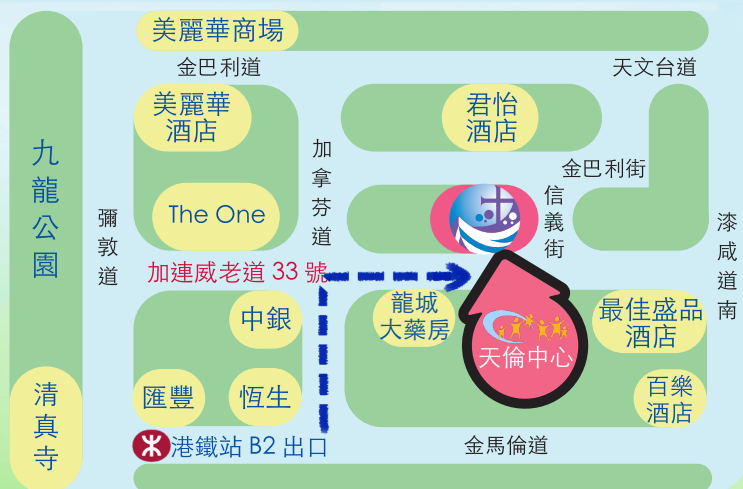 美麗華商場
金巴利道
天文台道
美麗華
酒店
君怡
酒店
九龍公園
加拿芬道
金巴利街
The One
彌敦道
信義街
漆咸道南
加連威老道 33 號
中銀
龍城
大藥房
最佳盛品
酒店
天倫中心
清真寺
匯豐
恆生
百樂
酒店
港鐵站 B2 出口
金馬倫道